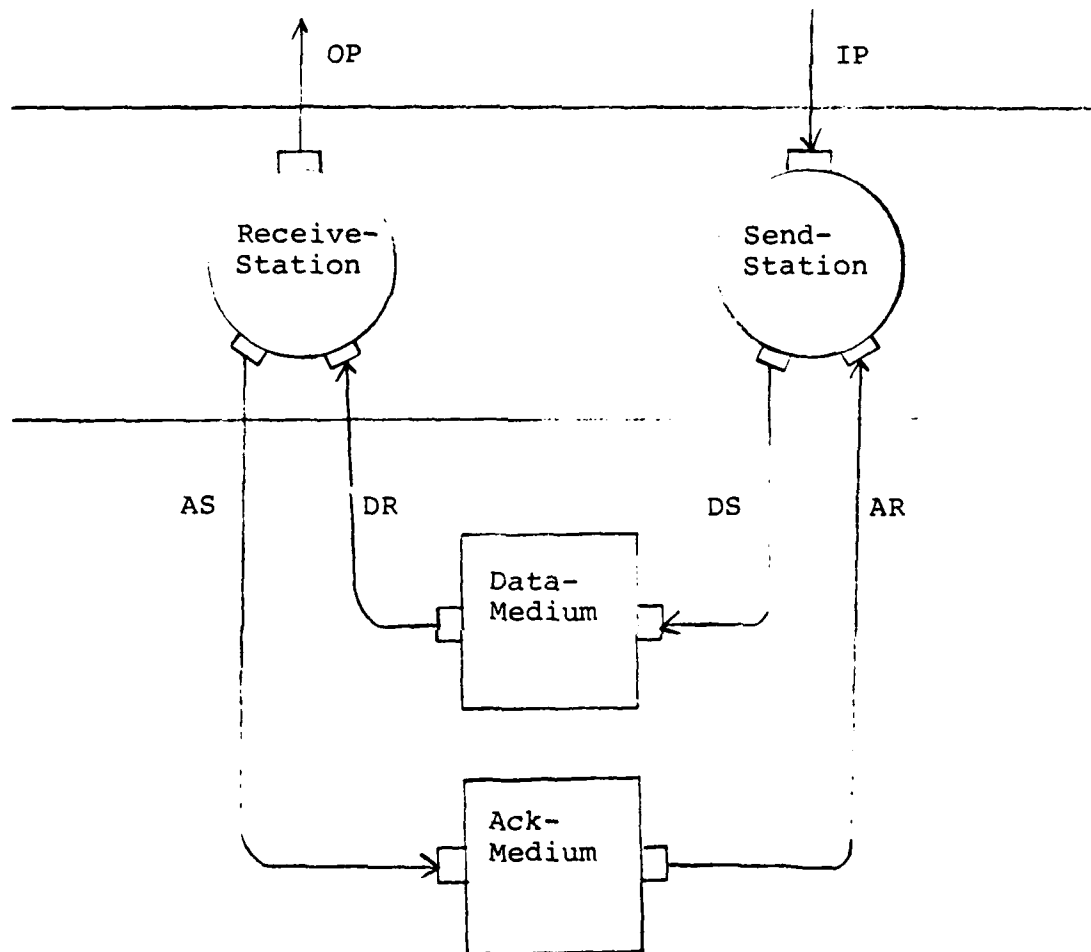 OP
IP
Receive-
Station
Send-
Station
AS
DR
DS
AR
Data-
Medium
Ack-
Medium